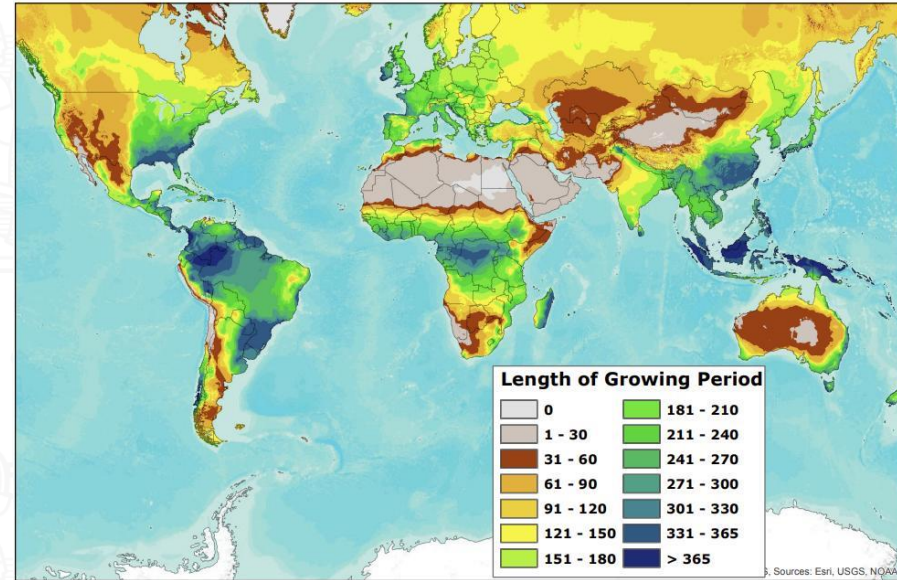 Length of Growing Period
0
1 - 30
31 - 60
61 - 90
91 - 120
121 - 150
151 - 180
181 - 210
211 - 240
241 - 270
271 - 300
301 - 330
331 - 365
> 365
Sources: Esri, USGS, NOAA